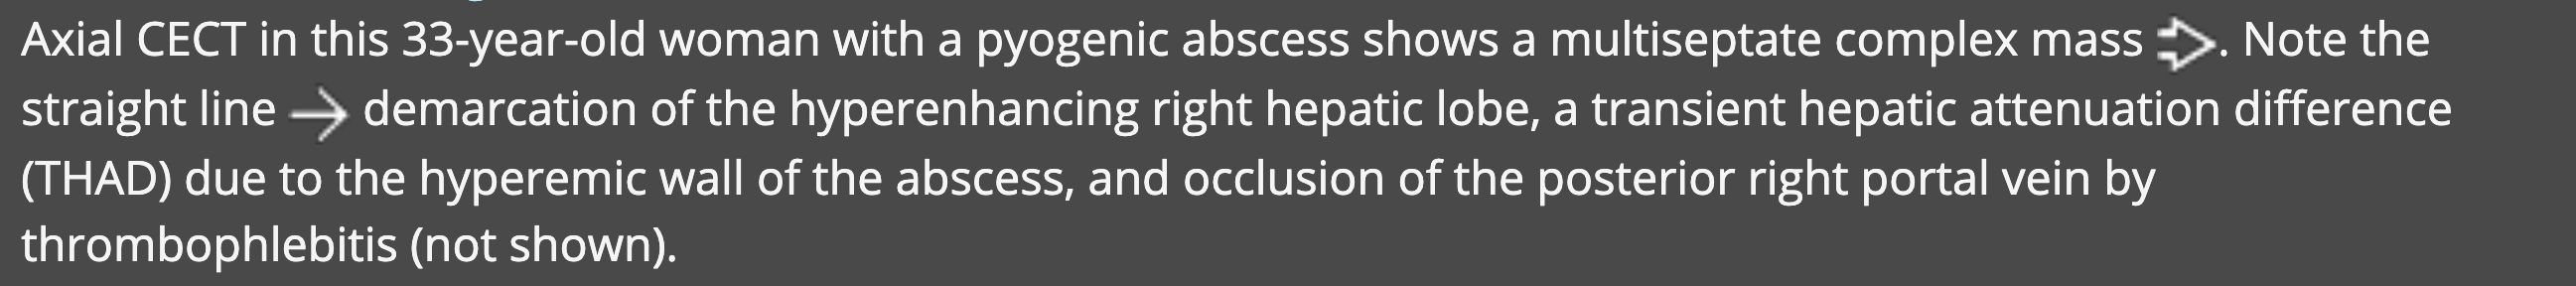 Axial CECT in this 33-year-old woman with a pyogenic abscess shows a multiseptate complex mass . Note the
straight line → demarcation of the hyperenhancing right hepatic lobe, a transient hepatic attenuation difference
(THAD) due to the hyperemic wall of the abscess, and occlusion of the posterior right portal vein by
thrombophlebitis (not shown).